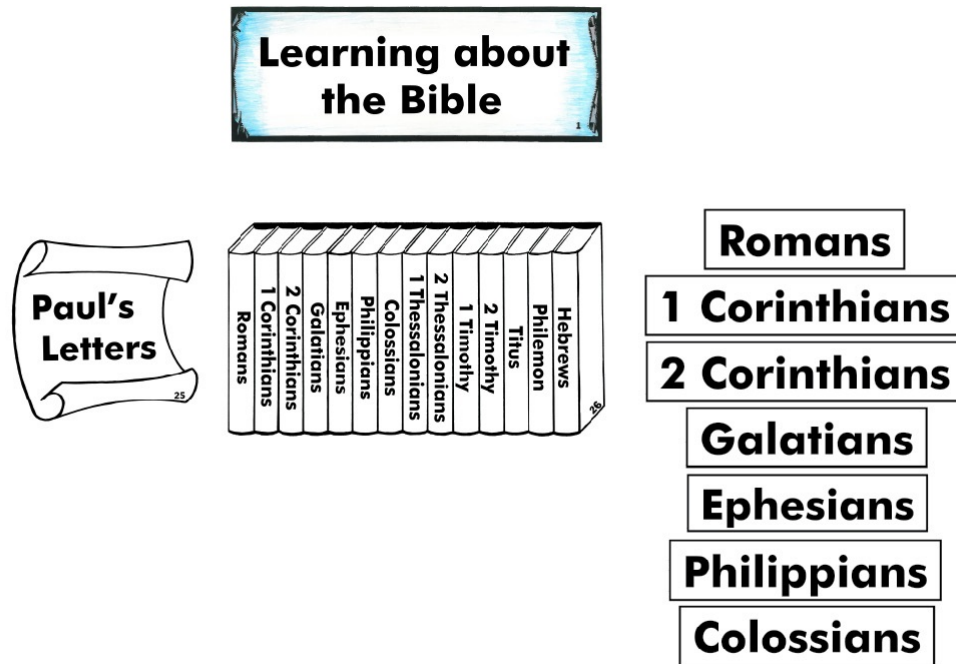 Learning about
the Bible
1
Paul's
Letters
25
Romans
1 Corinthians
2 Corinthians
Galatians
Ephesians
Philippians
Colossians
1 Thessalonians
2 Thessalonians
1 Timothy
2 Timothy
Titus
Philemon
Hebrews
26
Romans
1 Corinthians
2 Corinthians
Galatians
Ephesians
Philippians
Colossians